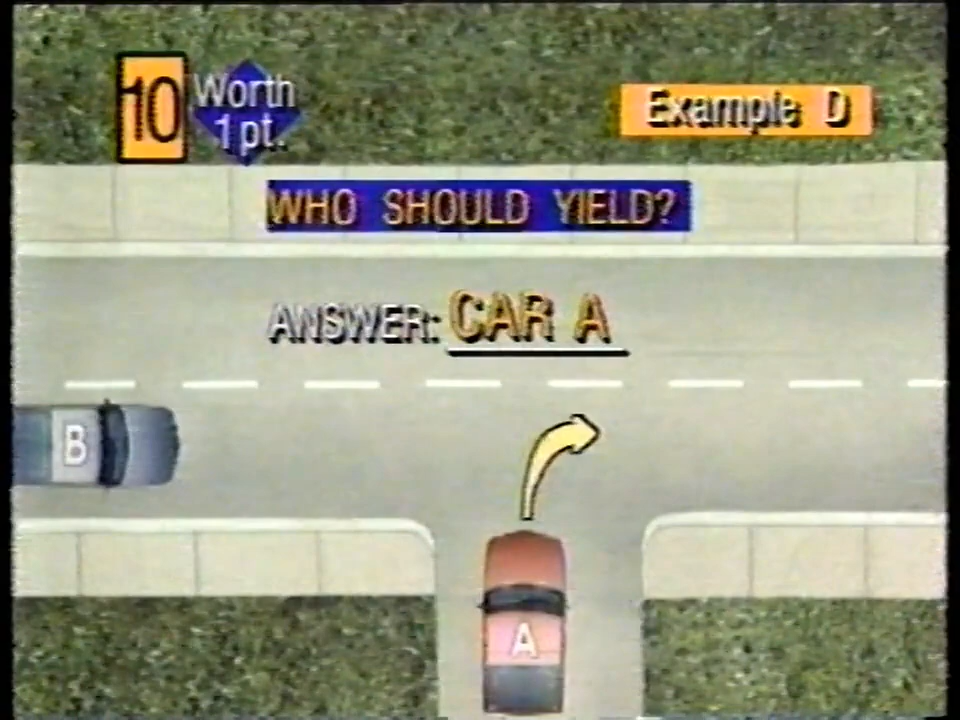 10
Worth
1 pt.
Example D
WHO SHOULD YIELD?
ANSWER: CAR A
B
A